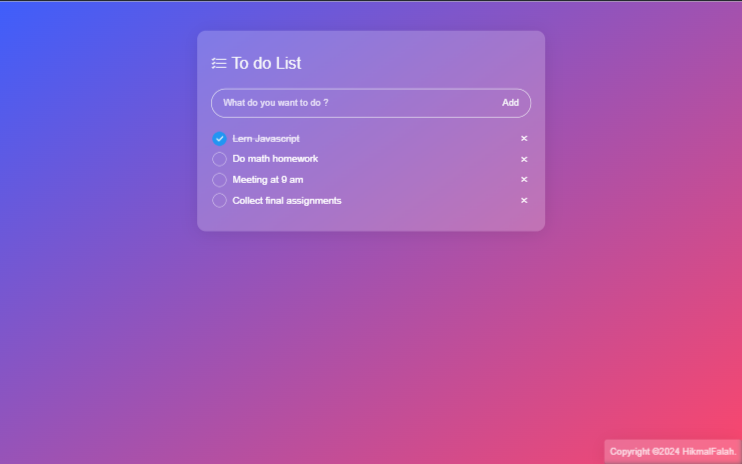 To do List
What do you want to do ? Add
Lern Javascript
Do math homework
Meeting at 9 am
Collect final assignments
Copyright ©2024 HikmalFalah.